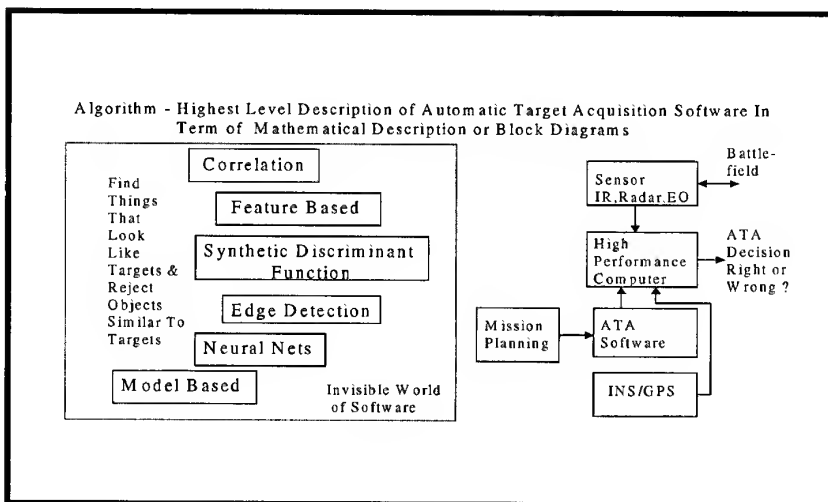 Algorithm - Highest Level Description of Automatic Target Acquisition Software In
Term of Mathematical Description or Block Diagrams
Correlation
Find
Things
That
Look
Like
Targets &
Reject
Objects
Similar To
Targets
Feature Based
Synthetic Discriminant
Function
Edge Detection
Neural Nets
Model Based
Invisible World
of Software
Sensor
IR,Radar,EO
Battle-
field
High
Performance
Computer
ATA
Decision
Right or
Wrong ?
Mission
Planning
ATA
Software
INS/GPS